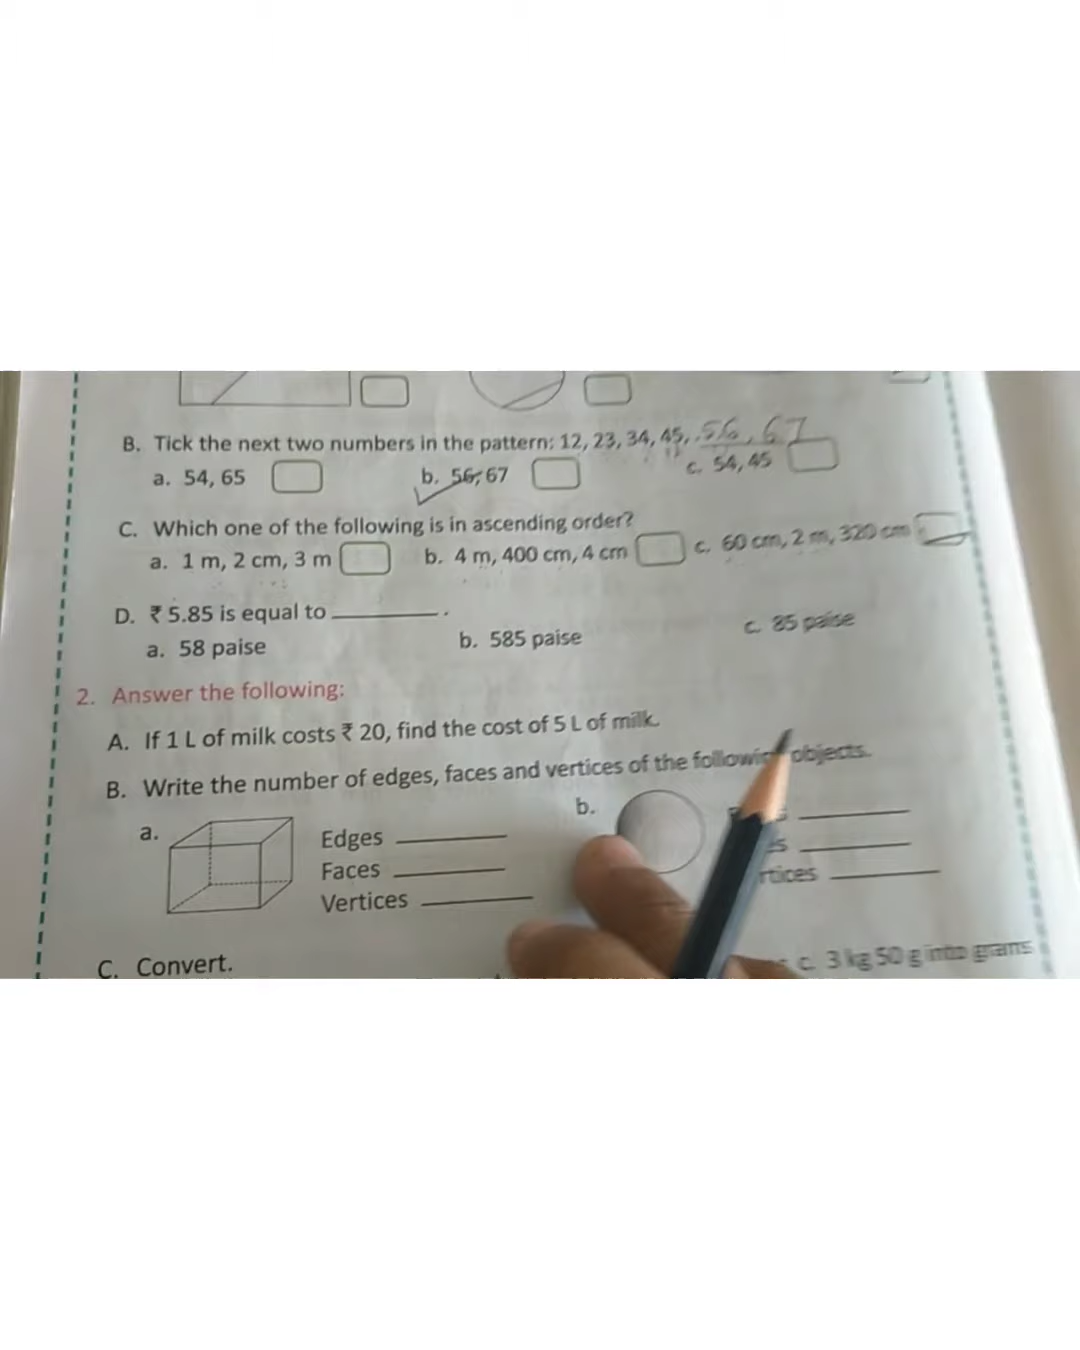 B. Tick the next two numbers in the pattern: 12, 23, 34, 45, 56, 67
a. 54, 65 b. 56, 67 c. 54, 45
C. Which one of the following is in ascending order?
a. 1 m, 2 cm, 3 m b. 4 m, 400 cm, 4 cm c. 60 cm, 2 m, 320 cm
D. ₹ 5.85 is equal to ________ .
a. 58 paise b. 585 paise c. 85 paise
2. Answer the following:
A. If 1 L of milk costs ₹ 20, find the cost of 5 L of milk.
B. Write the number of edges, faces and vertices of the following objects.
a. b.
Edges
Faces
Vertices
C. Convert.
c. 3 kg 50 g into grams